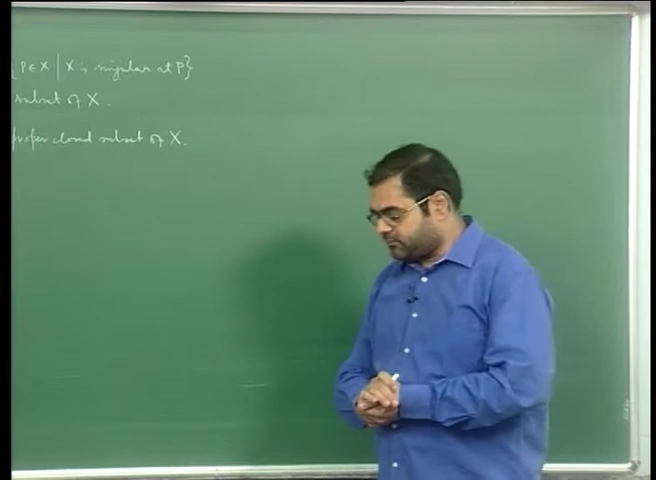 {P ∈ X | X is singular at P}
subset of X.
proper closed subset of X.